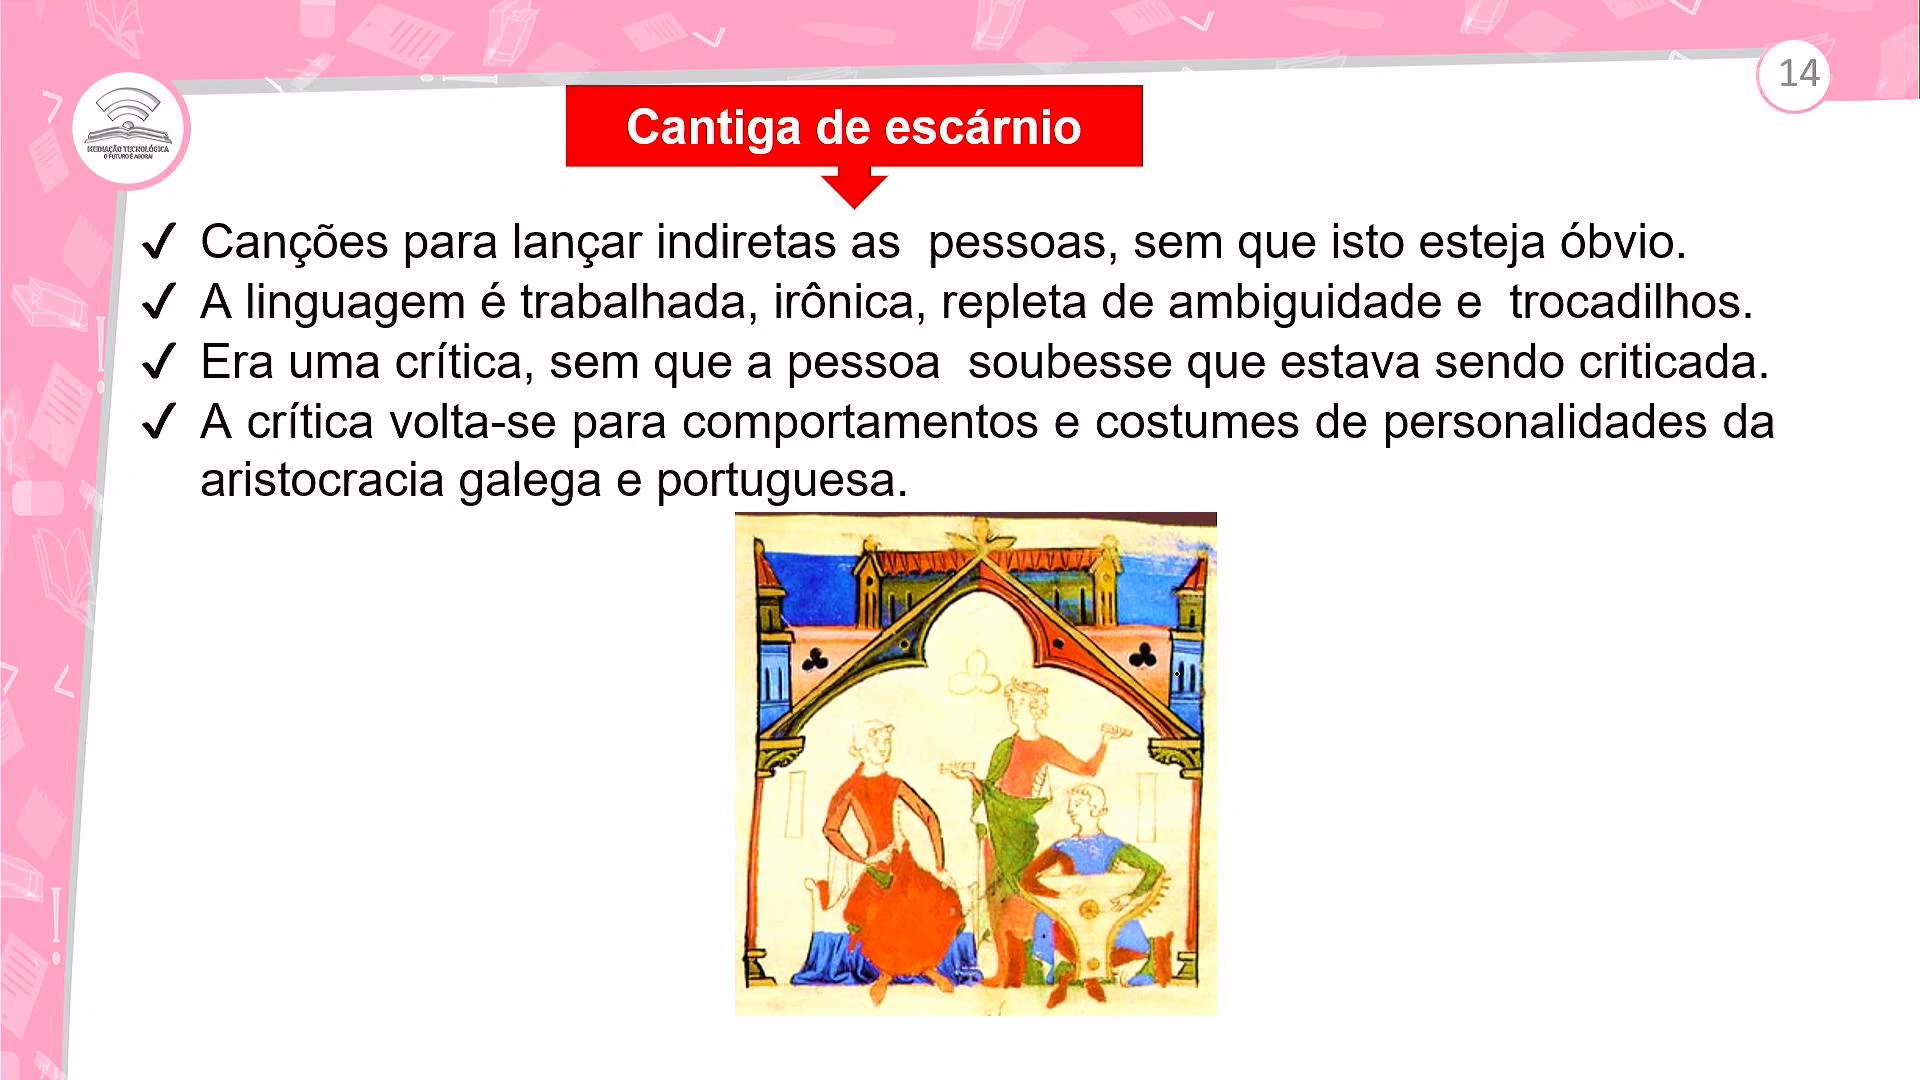 14
MEDIAÇÃO TECNOLÓGICA
O FUTURO É AGORA!
Cantiga de escárnio
✓ Canções para lançar indiretas as pessoas, sem que isto esteja óbvio.
✓ A linguagem é trabalhada, irônica, repleta de ambiguidade e trocadilhos.
✓ Era uma crítica, sem que a pessoa soubesse que estava sendo criticada.
✓ A crítica volta-se para comportamentos e costumes de personalidades da
aristocracia galega e portuguesa.